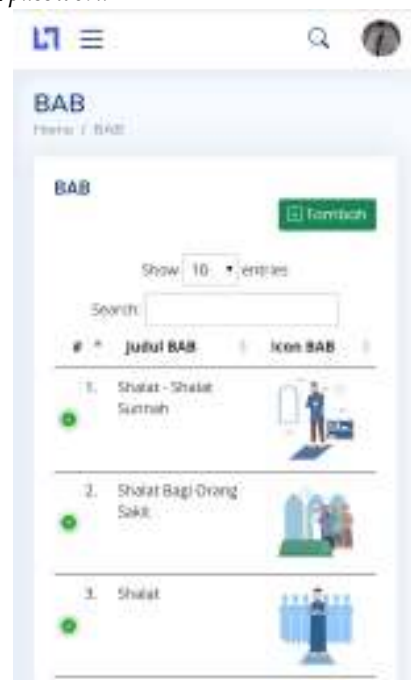 BAB
Home / BAB
BAB
Tambah
Show 10 entries
Search:
# Judul BAB Icon BAB
1. Shalat - Shalat
Sunnah
2. Shalat Bagi Orang
Sakit
3. Shalat